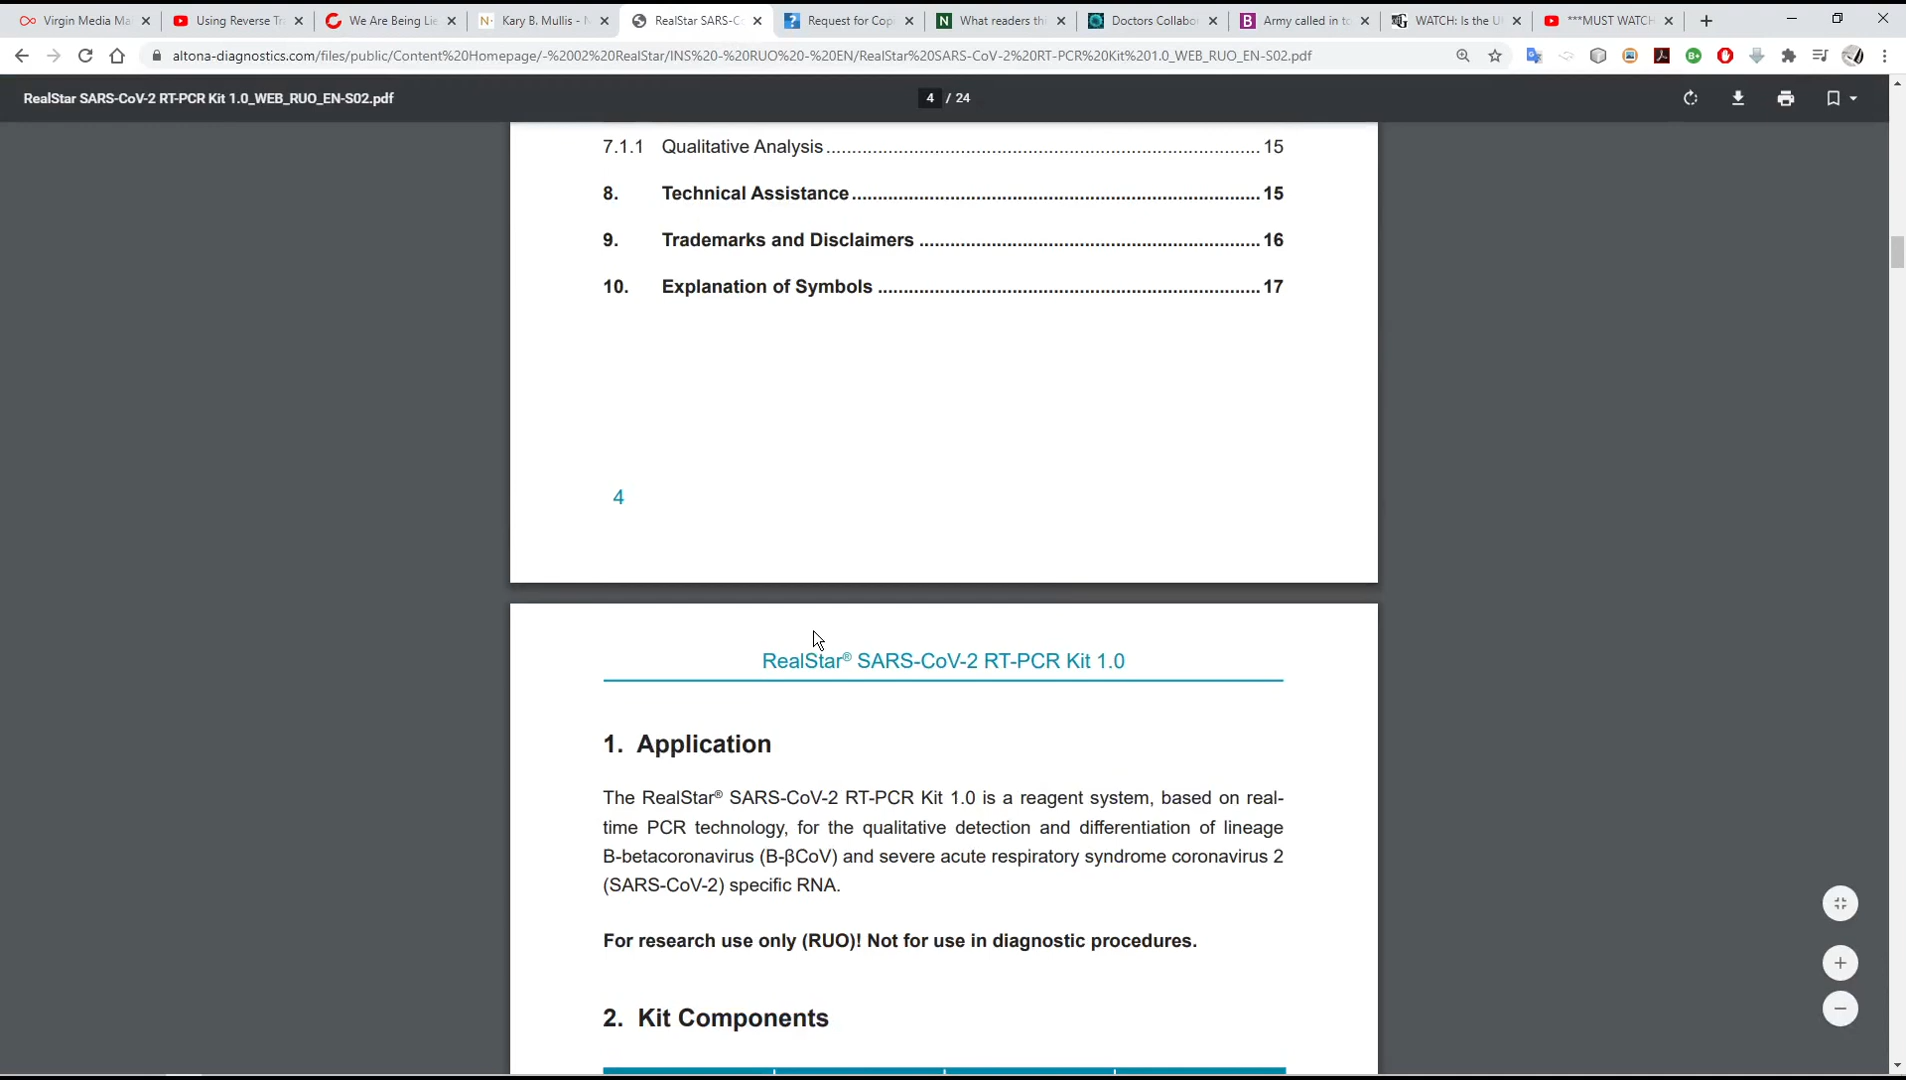 Virgin Media Ma
Using Reverse Tr
We Are Being Lie
Kary B. Mullis - N
RealStar SARS-C
Request for Cop
What readers thi
Doctors Collabo
Army called in to
WATCH: Is the U
***MUST WATCH
altona-diagnostics.com/files/public/Content%20Homepage/-%2002%20RealStar/INS%20-%20RUO%20-%20EN/RealStar%20SARS-CoV-2%20RT-PCR%20Kit%201.0_WEB_RUO_EN-S02.pdf
RealStar SARS-CoV-2 RT-PCR Kit 1.0_WEB_RUO_EN-S02.pdf
4 / 24
7.1.1 Qualitative Analysis 15
8. Technical Assistance 15
9. Trademarks and Disclaimers 16
10. Explanation of Symbols 17
4
RealStar® SARS-CoV-2 RT-PCR Kit 1.0
1. Application
The RealStar® SARS-CoV-2 RT-PCR Kit 1.0 is a reagent system, based on real-
time PCR technology, for the qualitative detection and differentiation of lineage
B-betacoronavirus (B-βCoV) and severe acute respiratory syndrome coronavirus 2
(SARS-CoV-2) specific RNA.
For research use only (RUO)! Not for use in diagnostic procedures.
2. Kit Components